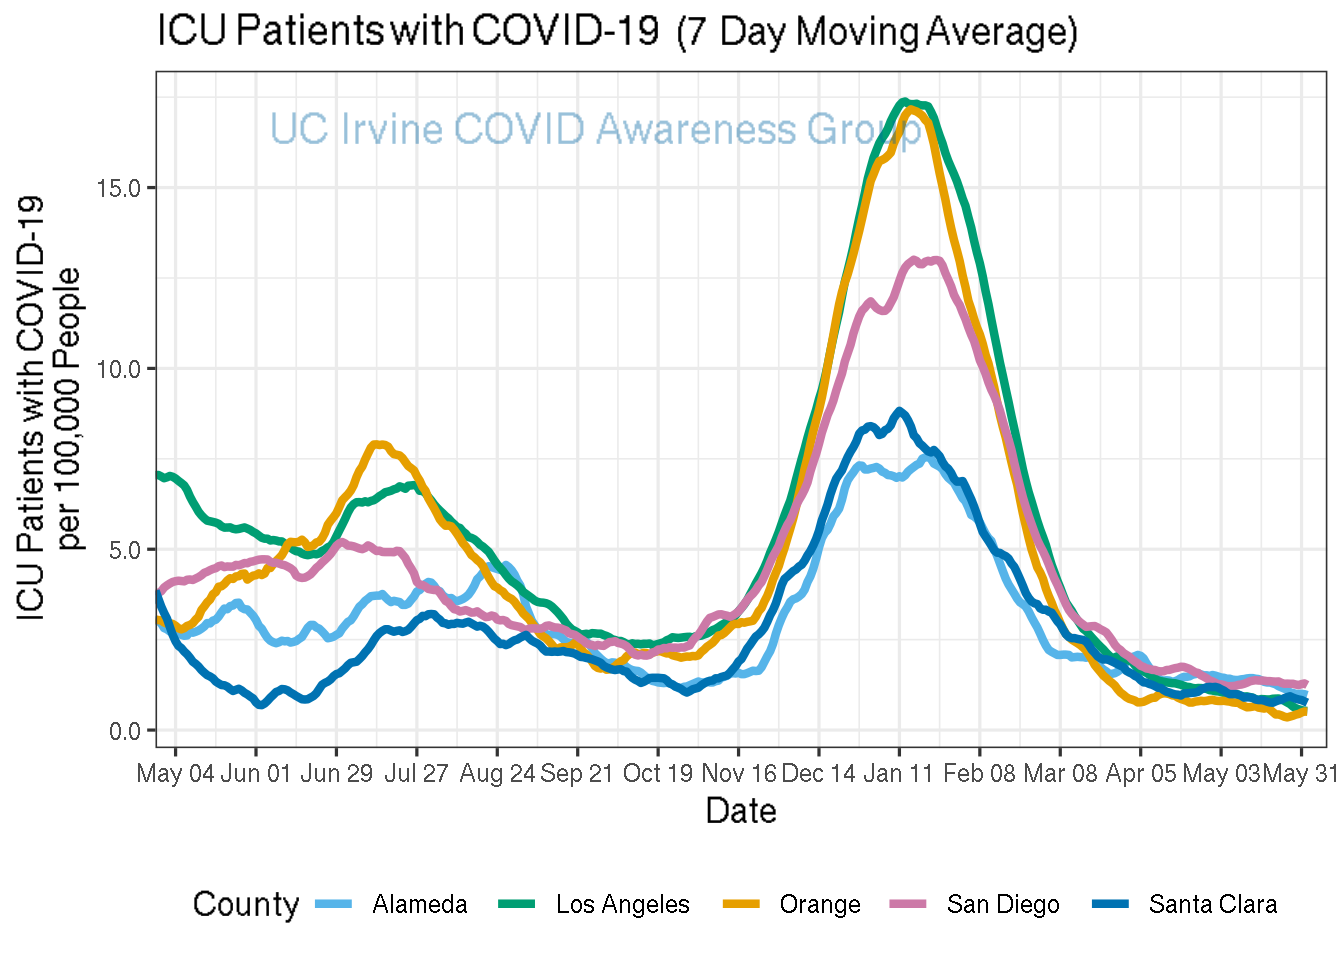 ICU Patients with COVID-19 (7 Day Moving Average)
UC Irvine COVID Awareness Group
ICU Patients with COVID-19
per 100,000 People
15.0
10.0
5.0
0.0
May 04 Jun 01 Jun 29 Jul 27 Aug 24 Sep 21 Oct 19 Nov 16 Dec 14 Jan 11 Feb 08 Mar 08 Apr 05 May 03 May 31
Date
County Alameda Los Angeles Orange San Diego Santa Clara